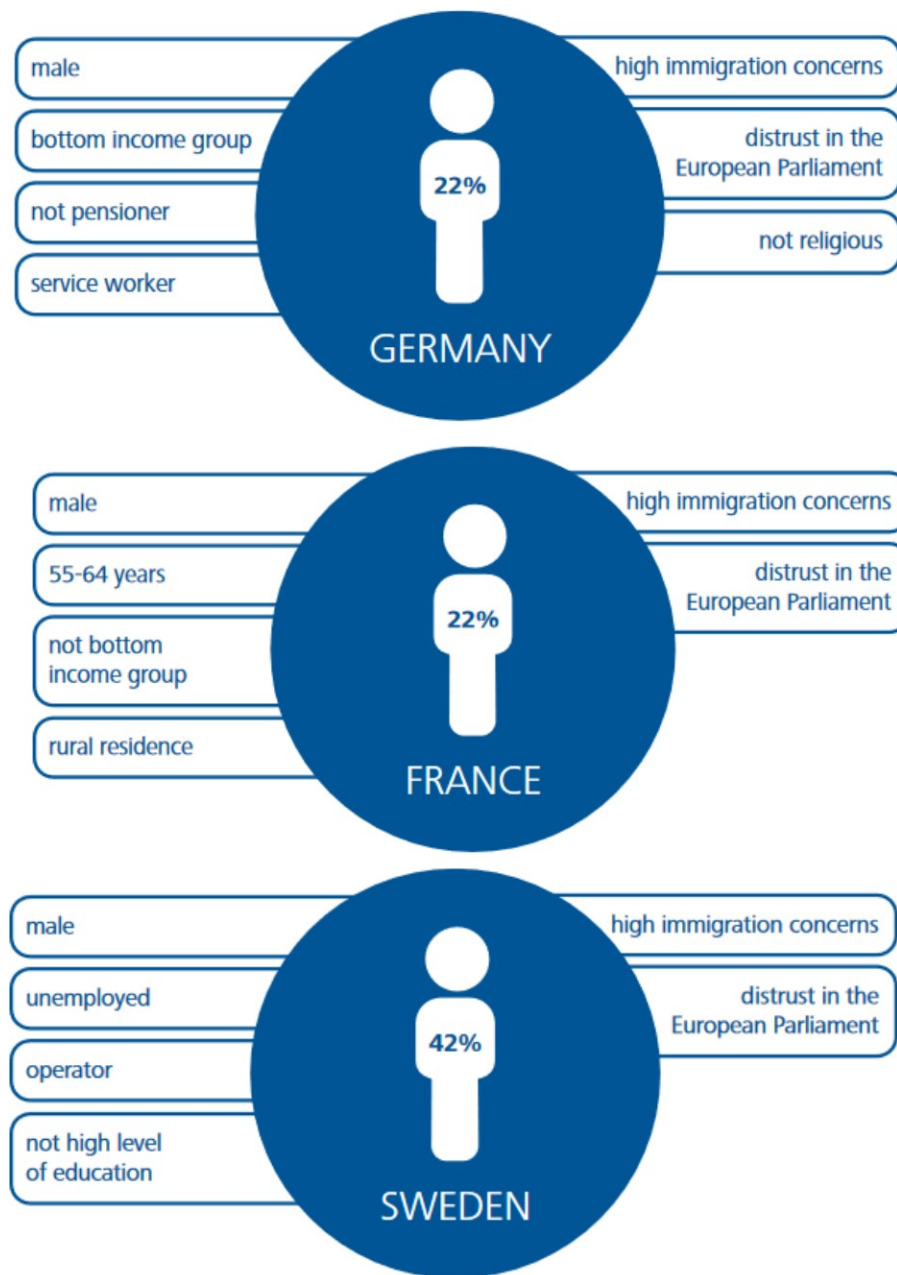 male
bottom income group
not pensioner
service worker
high immigration concerns
distrust in the
European Parliament
not religious
22%
GERMANY
male
55-64 years
not bottom
income group
rural residence
high immigration concerns
distrust in the
European Parliament
22%
FRANCE
male
unemployed
operator
not high level
of education
high immigration concerns
distrust in the
European Parliament
42%
SWEDEN